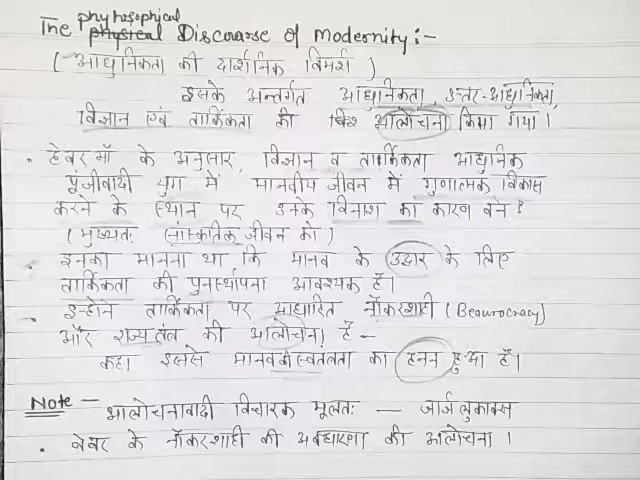 phylosophical
The physical Discourse of Modernity :-
( आधुनिकता की दार्शनिक विमर्श )
इसके अन्तर्गत आधुनिकता, उत्तर-आधुनिकता,
विज्ञान एवं तार्किकता की आलोचना किया गया।
• हेबरमॉ के अनुसार, विज्ञान व तार्किकता आधुनिक
पूंजीवादी युग में मानवीय जीवन में गुणात्मक विकास
करने के स्थान पर उनके विनाश का कारण बने
( मुख्यतः सांस्कृतिक जीवन को )
• इनका मानना था कि मानव के उद्धार के लिए
तार्किकता की पुनर्स्थापना आवश्यक है।
• इन्होने तार्किकता पर आधारित नौकरशाही (Beaurocracy)
और राज्यतंत्र की आलोचना है –
कहा इससे मानव की स्वतंत्रता का हनन हुआ है।
Note – आलोचनावादी विचारक मूलतः — जार्ज लुकाक्स
• वेबर के नौकरशाही की अवधारणा की आलोचना ।